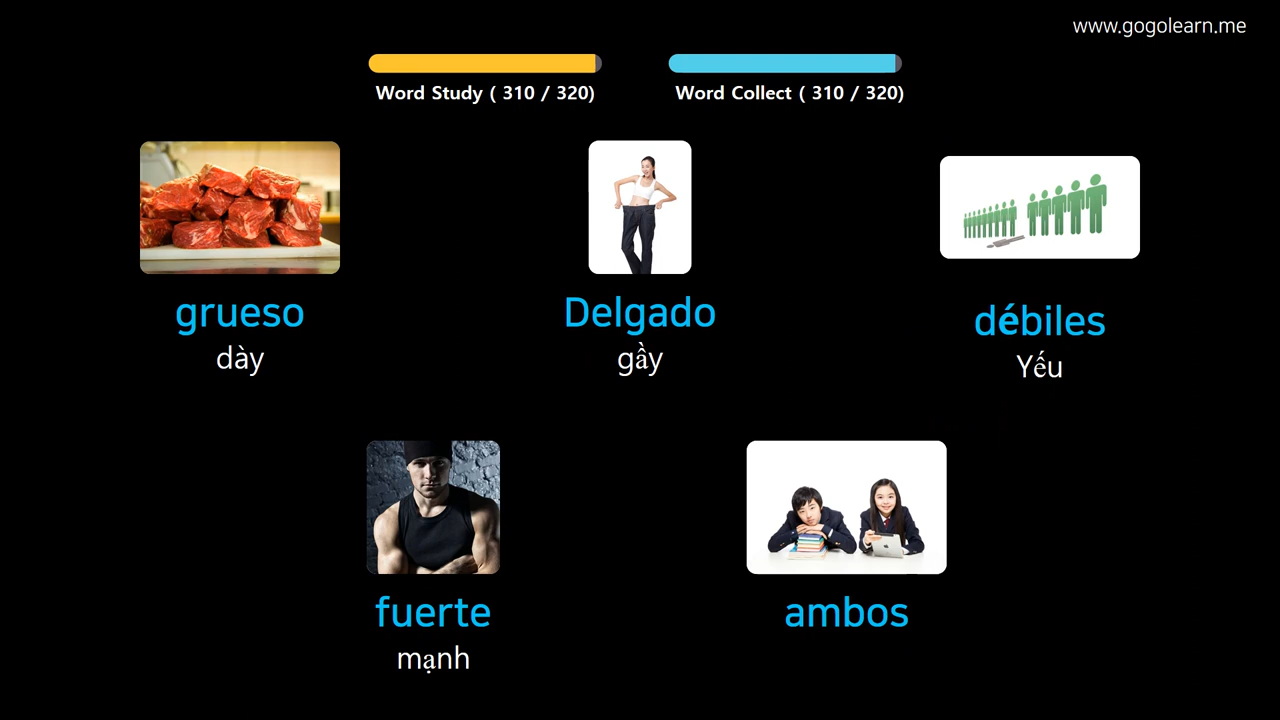 www.gogolearn.me
Word Study ( 310 / 320)
Word Collect ( 310 / 320)
grueso
dày
Delgado
gầy
débiles
Yếu
fuerte
mạnh
ambos